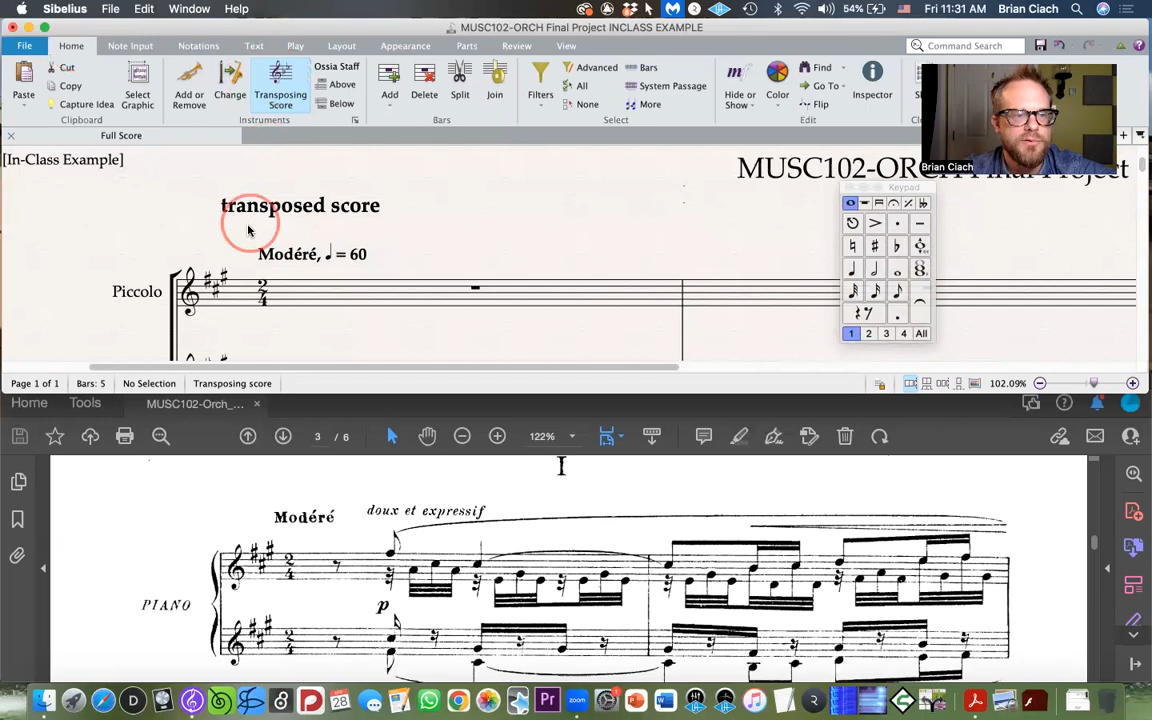 Sibelius File Edit Window Help 54% Fri 11:31 AM Brian Ciach
MUSC102-ORCH Final Project INCLASS EXAMPLE
File Home Note Input Notations Text Play Layout Appearance Parts Review View Command Search
Paste Cut Copy Capture Idea Select Graphic
Add or Remove Change Transposing Score Ossia Staff Above Below
Add Delete Split Join
Filters Advanced All None Bars System Passage More
Hide or Show Color Find Go To Flip Inspector
Clipboard Instruments Bars Select Edit
Full Score
Brian Ciach
[In-Class Example]
MUSC102-ORCH Final Project
Keypad
transposed score
Modéré, ♩ = 60
Piccolo
2
4
1 2 3 4 All
Page 1 of 1 Bars: 5 No Selection Transposing score 102.09%
Home Tools MUSC102-Orch_...
3 / 6 122%
I
Modéré doux et expressif
PIANO
p